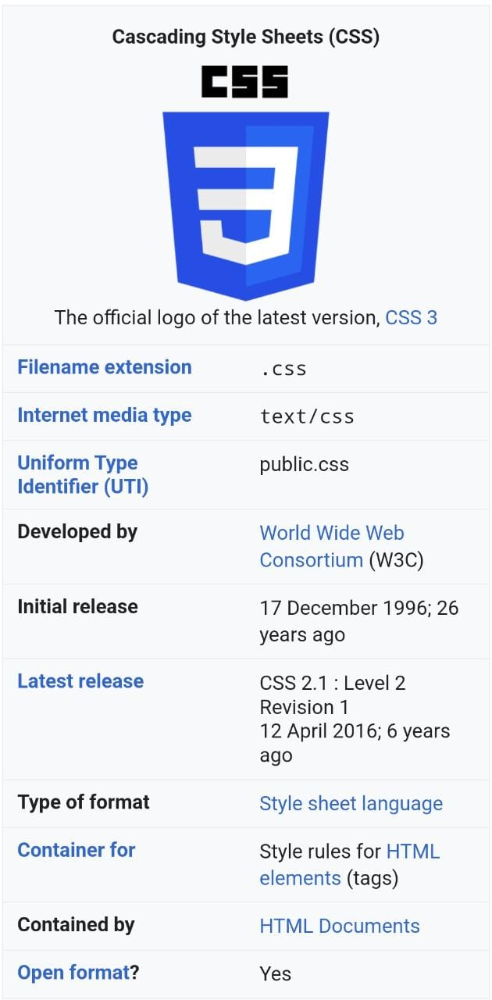 Cascading Style Sheets (CSS)
CSS
3
The official logo of the latest version, CSS 3
Filename extension .css
Internet media type text/css
Uniform Type public.css
Identifier (UTI)
Developed by World Wide Web
Consortium (W3C)
Initial release 17 December 1996; 26
years ago
Latest release CSS 2.1 : Level 2
Revision 1
12 April 2016; 6 years
ago
Type of format Style sheet language
Container for Style rules for HTML
elements (tags)
Contained by HTML Documents
Open format? Yes